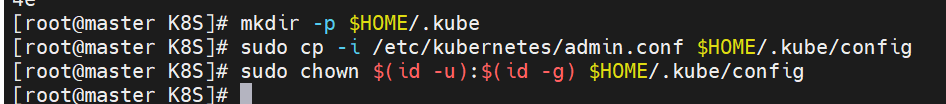 4e
[root@master K8S]# mkdir -p $HOME/.kube
[root@master K8S]# sudo cp -i /etc/kubernetes/admin.conf $HOME/.kube/config
[root@master K8S]# sudo chown $(id -u):$(id -g) $HOME/.kube/config
[root@master K8S]#